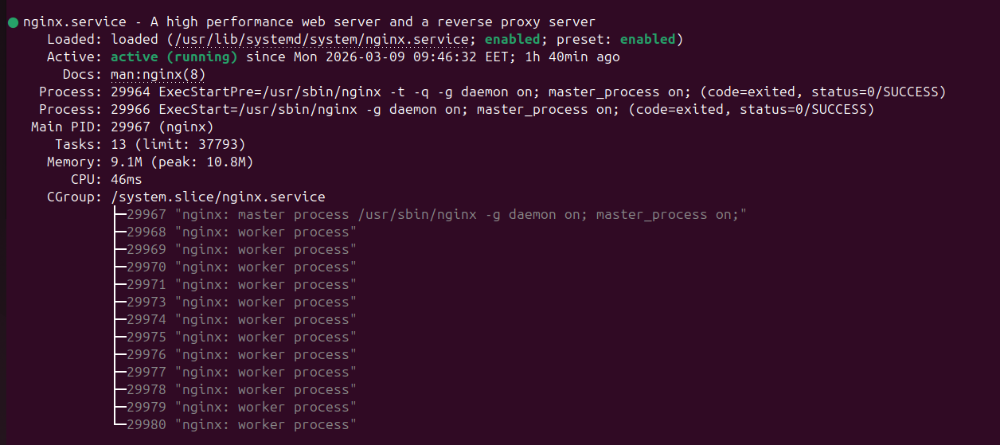 ● nginx.service - A high performance web server and a reverse proxy server
Loaded: loaded (/usr/lib/systemd/system/nginx.service; enabled; preset: enabled)
Active: active (running) since Mon 2026-03-09 09:46:32 EET; 1h 40min ago
Docs: man:nginx(8)
Process: 29964 ExecStartPre=/usr/sbin/nginx -t -q -g daemon on; master_process on; (code=exited, status=0/SUCCESS)
Process: 29966 ExecStart=/usr/sbin/nginx -g daemon on; master_process on; (code=exited, status=0/SUCCESS)
Main PID: 29967 (nginx)
Tasks: 13 (limit: 37793)
Memory: 9.1M (peak: 10.8M)
CPU: 46ms
CGroup: /system.slice/nginx.service
├─29967 "nginx: master process /usr/sbin/nginx -g daemon on; master_process on;"
├─29968 "nginx: worker process"
├─29969 "nginx: worker process"
├─29970 "nginx: worker process"
├─29971 "nginx: worker process"
├─29973 "nginx: worker process"
├─29974 "nginx: worker process"
├─29975 "nginx: worker process"
├─29976 "nginx: worker process"
├─29977 "nginx: worker process"
├─29978 "nginx: worker process"
├─29979 "nginx: worker process"
└─29980 "nginx: worker process"